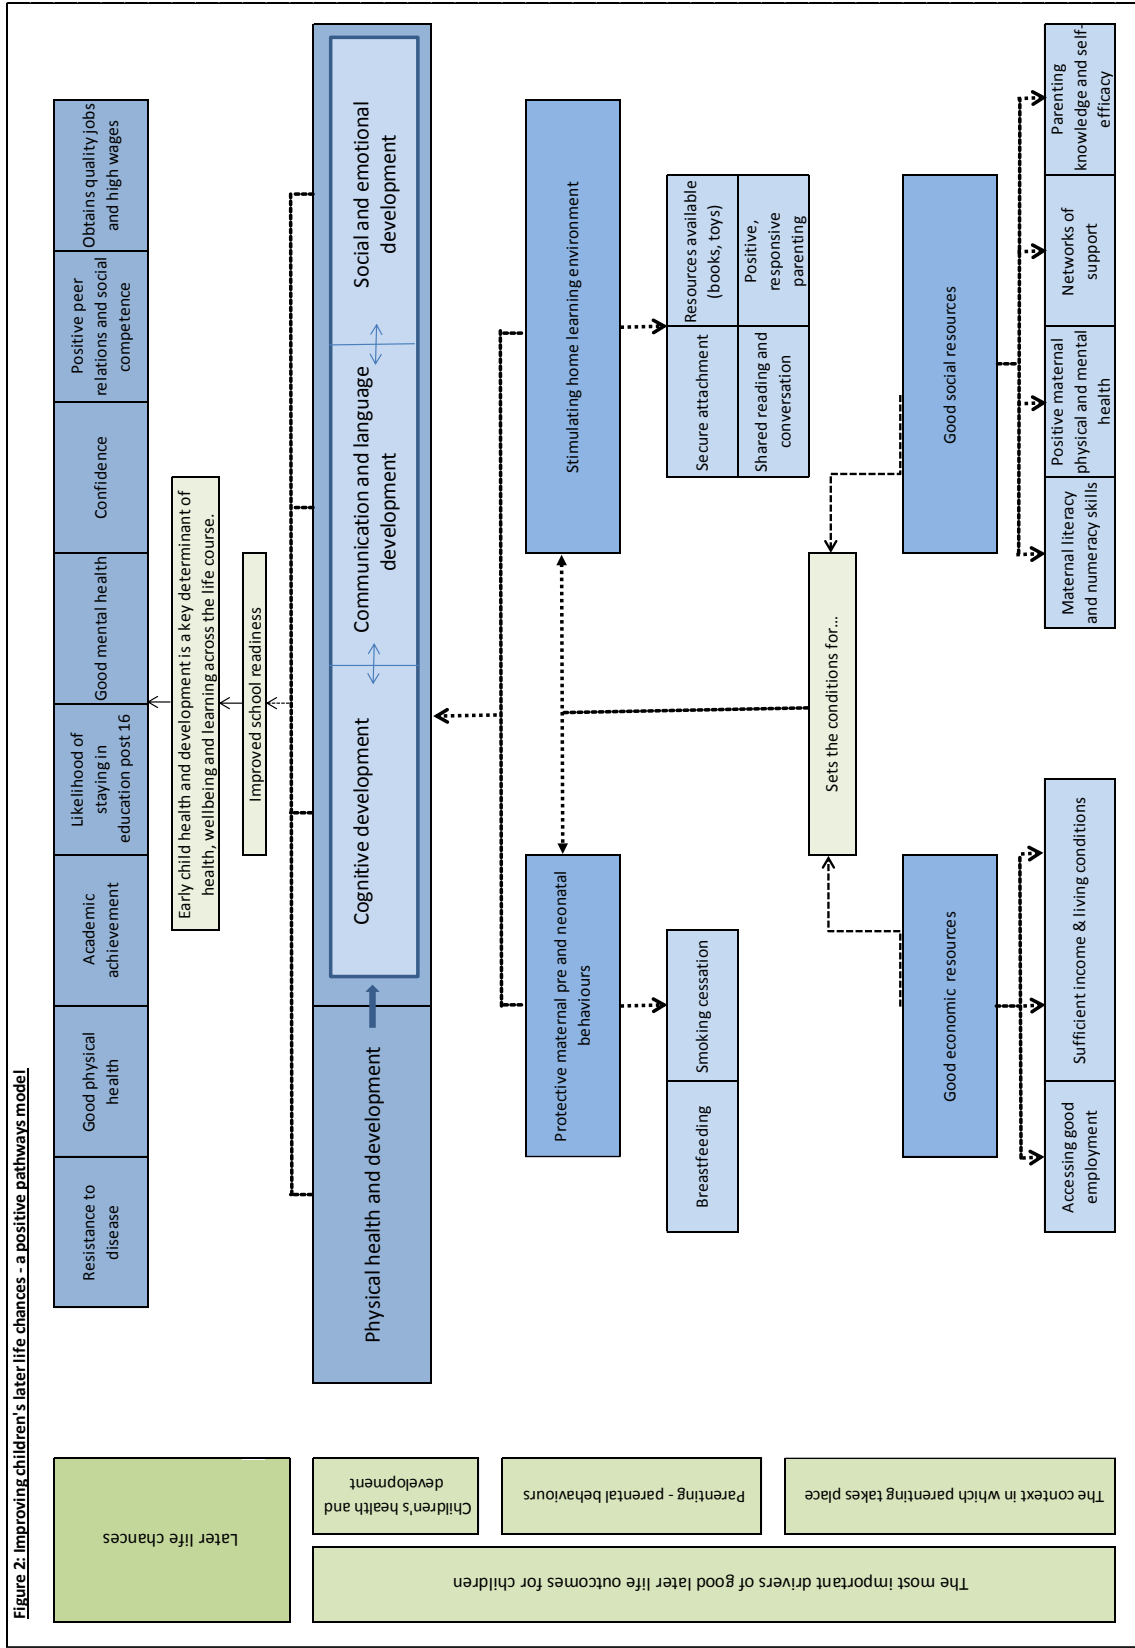 Figure 2: Improving children's later life chances - a positive pathways model
Later life chances
Resistance to
disease
Good physical
health
Academic
achievement
Likelihood of
staying in
education post 16
Good mental health
Confidence
Positive peer
relations and social
competence
Obtains quality jobs
and high wages
Early child health and development is a key determinant of
health, wellbeing and learning across the life course.
Improved school readiness
The most important drivers of good later life outcomes for children
Children's health and
development
Physical health and development
Cognitive development
Communication and language
development
Social and emotional
development
Parenting - parental behaviours
Protective maternal pre and neonatal
behaviours
Stimulating home learning environment
Breastfeeding
Smoking cessation
Secure attachment
Resources available
(books, toys)
Shared reading and
conversation
Positive,
responsive
parenting
The context in which parenting takes place
Sets the conditions for...
Good economic resources
Good social resources
Accessing good
employment
Sufficient income & living conditions
Maternal literacy
and numeracy skills
Positive maternal
physical and mental
health
Networks of
support
Parenting
knowledge and self-
efficacy